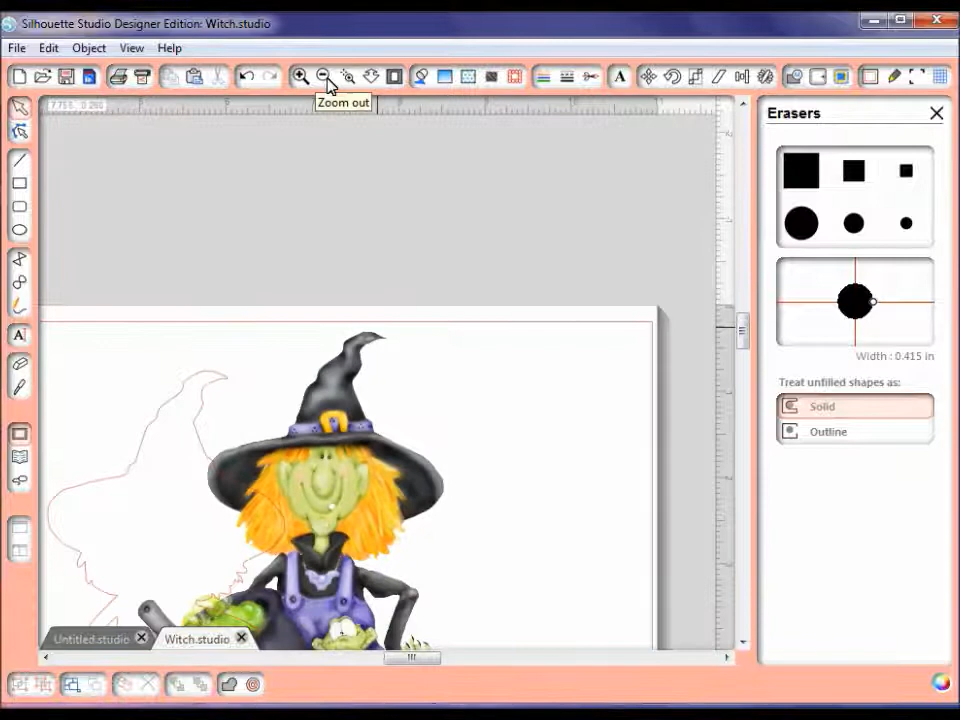 Silhouette Studio Designer Edition: Witch.studio
File Edit Object View Help
Zoom out
Erasers
Width : 0.415 in
Treat unfilled shapes as:
Solid
Outline
Untitled.studio
Witch.studio